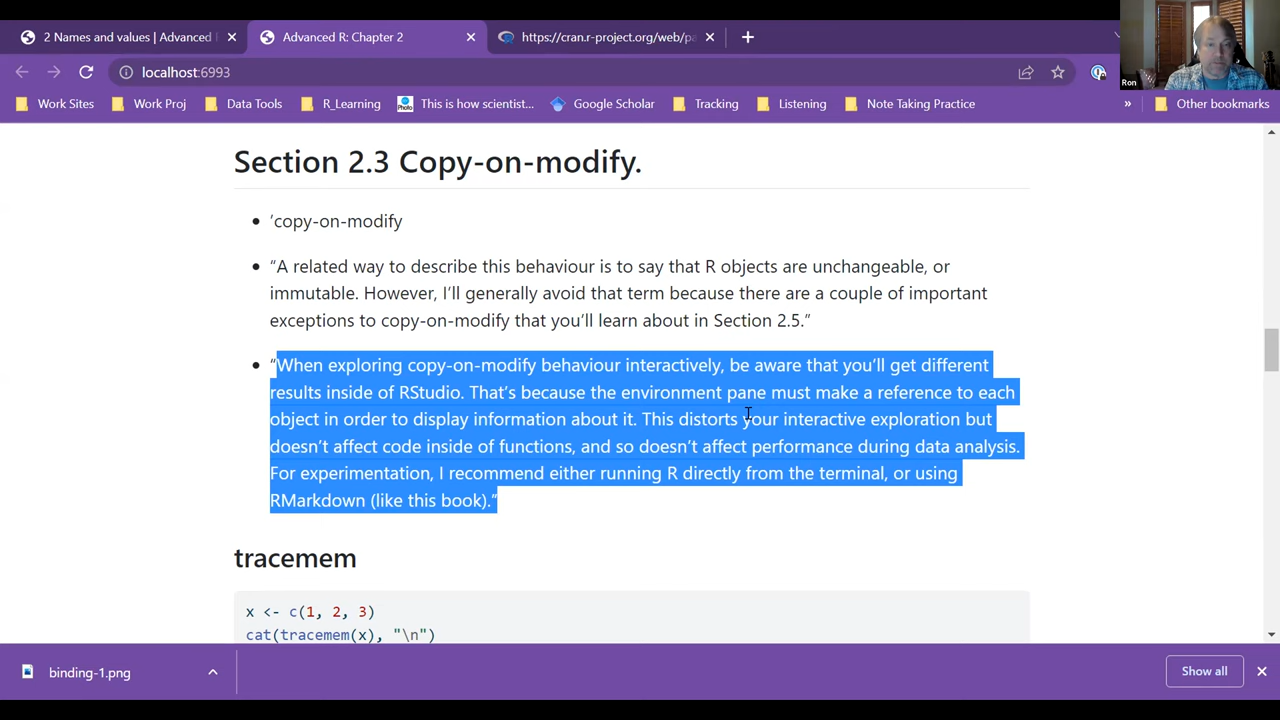 2 Names and values | Advanced
Advanced R: Chapter 2
https://cran.r-project.org/web/pa
localhost:6993
Work Sites
Work Proj
Data Tools
R_Learning
Photo
This is how scientist...
Google Scholar
Tracking
Listening
Note Taking Practice
»
Other bookmarks
Ron
Section 2.3 Copy-on-modify.
• ‘copy-on-modify
• “A related way to describe this behaviour is to say that R objects are unchangeable, or
immutable. However, I’ll generally avoid that term because there are a couple of important
exceptions to copy-on-modify that you’ll learn about in Section 2.5.”
• “When exploring copy-on-modify behaviour interactively, be aware that you’ll get different
results inside of RStudio. That’s because the environment pane must make a reference to each
object in order to display information about it. This distorts your interactive exploration but
doesn’t affect code inside of functions, and so doesn’t affect performance during data analysis.
For experimentation, I recommend either running R directly from the terminal, or using
RMarkdown (like this book).”
tracemem
x <- c(1, 2, 3)
cat(tracemem(x), "\n")
binding-1.png
Show all